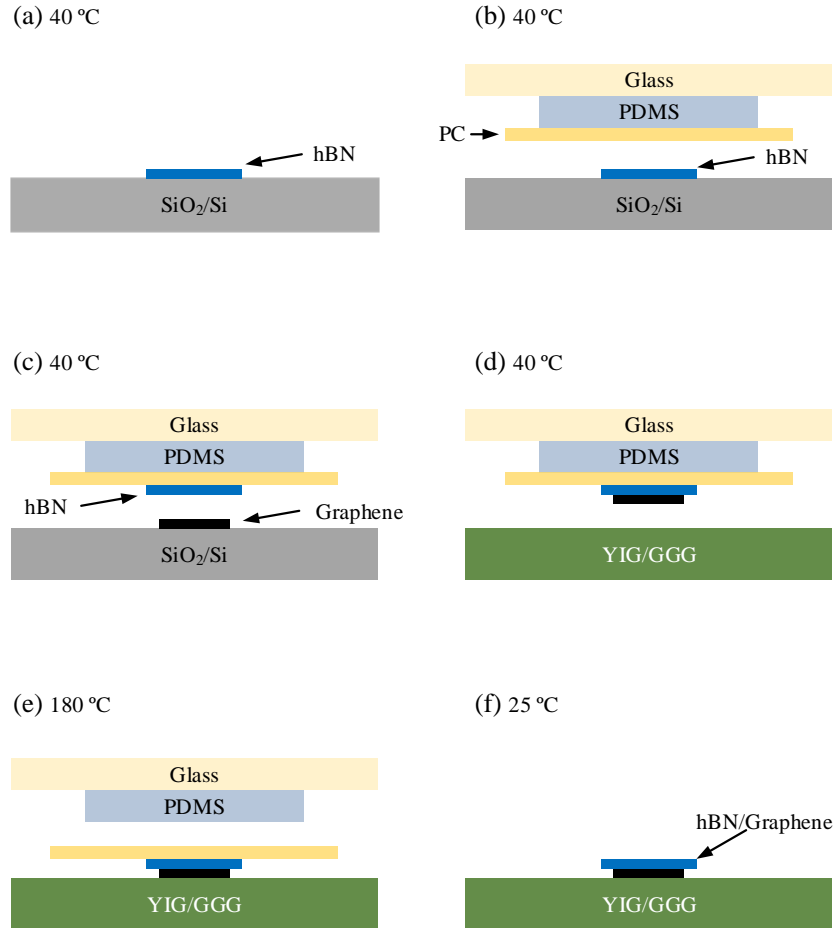 (a) 40 ºC
hBN
SiO₂/Si
(b) 40 ºC
Glass
PDMS
PC
hBN
SiO₂/Si
(c) 40 ºC
Glass
PDMS
hBN
Graphene
SiO₂/Si
(d) 40 ºC
Glass
PDMS
YIG/GGG
(e) 180 ºC
Glass
PDMS
YIG/GGG
(f) 25 ºC
hBN/Graphene
YIG/GGG